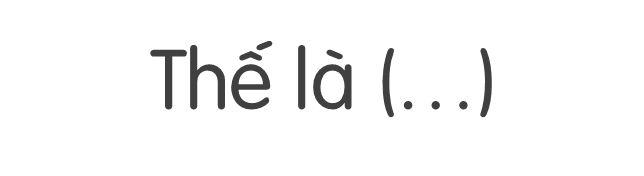 Thế là (...)